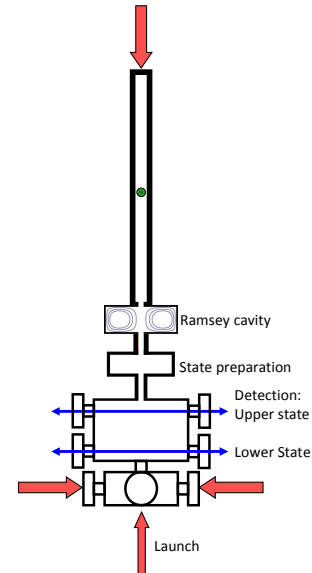 Ramsey cavity
State preparation
Detection:
Upper state
Lower State
Launch